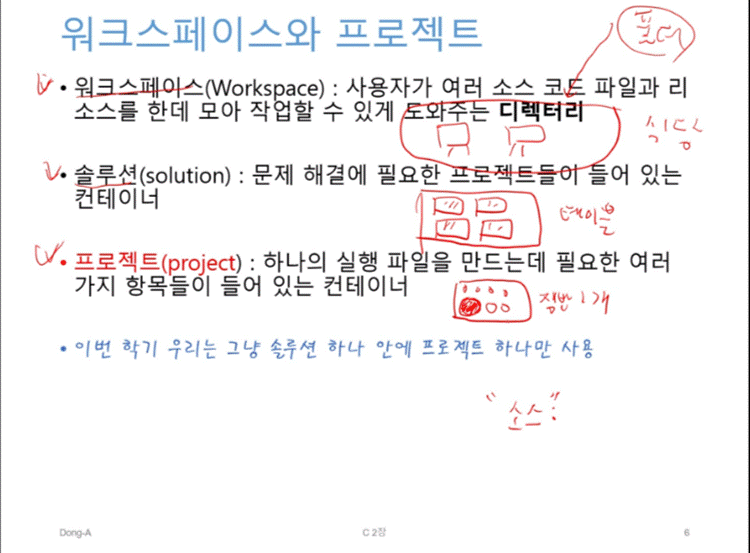 워크스페이스와 프로젝트
폴더
• 워크스페이스(Workspace) : 사용자가 여러 소스 코드 파일과 리
소스를 한데 모아 작업할 수 있게 도와주는 디렉터리
식당
• 솔루션(solution) : 문제 해결에 필요한 프로젝트들이 들어 있는
컨테이너
테이블
• 프로젝트(project) : 하나의 실행 파일을 만드는데 필요한 여러
가지 항목들이 들어 있는 컨테이너
쟁반 1개
• 이번 학기 우리는 그냥 솔루션 하나 안에 프로젝트 하나만 사용
"소스"
Dong-A
C 2장
6